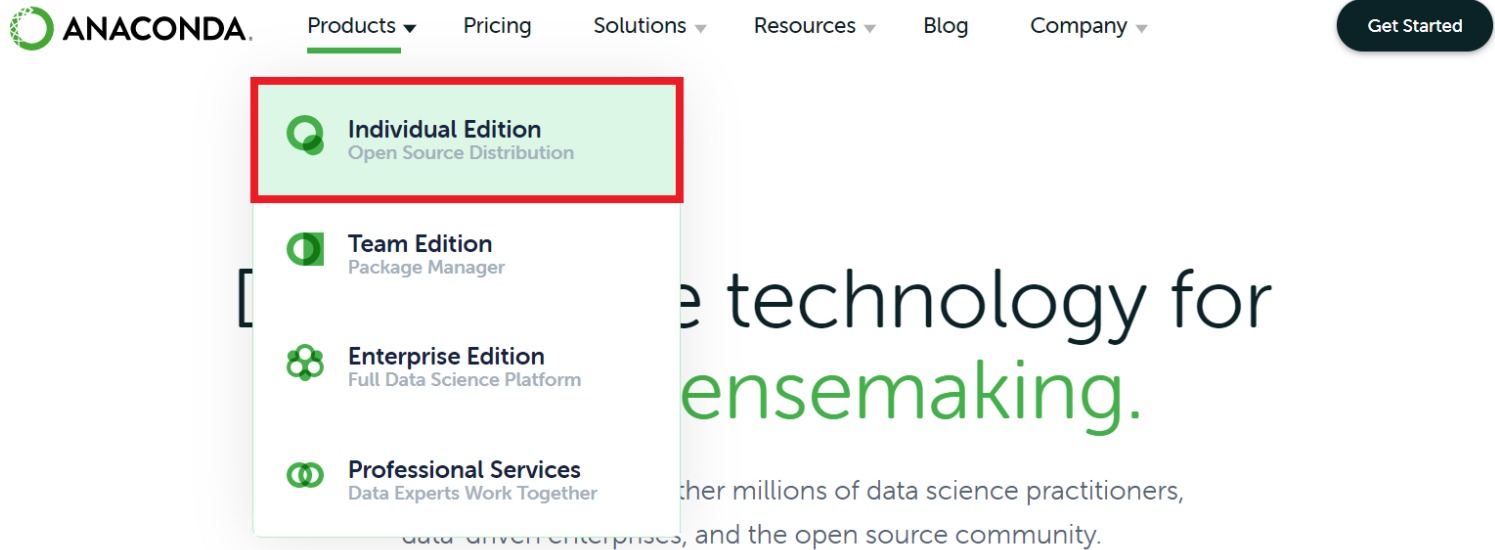 ANACONDA.
Products Pricing Solutions Resources Blog Company Get Started
Individual Edition
Open Source Distribution
Team Edition
Package Manager
technology for
Enterprise Edition
Full Data Science Platform
ensemaking.
Professional Services
Data Experts Work Together
ther millions of data science practitioners,
and the open source community.